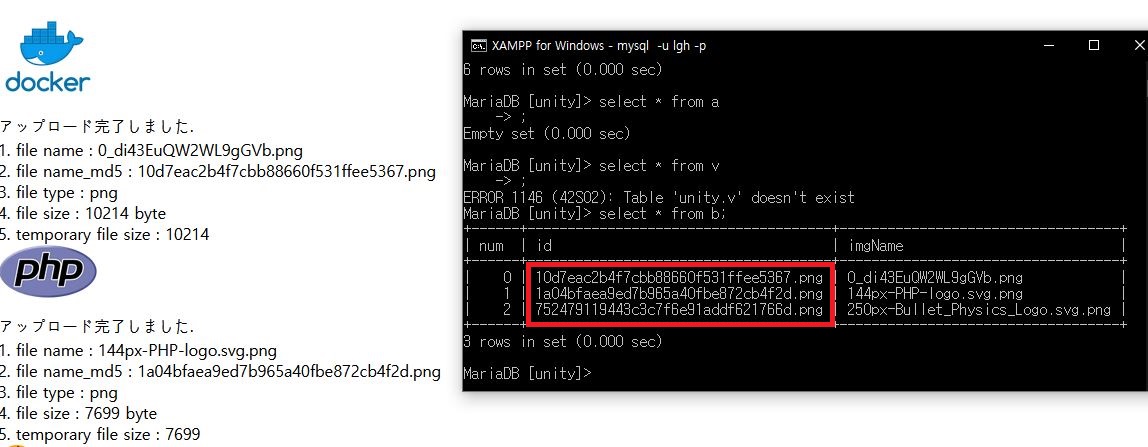 docker
アップロード完了しました.
1. file name : 0_di43EuQW2WL9gGVb.png
2. file name_md5 : 10d7eac2b4f7cbb88660f531ffee5367.png
3. file type : png
4. file size : 10214 byte
5. temporary file size : 10214
php
アップロード完了しました.
1. file name : 144px-PHP-logo.svg.png
2. file name_md5 : 1a04bfaea9ed7b965a40fbe872cb4f2d.png
3. file type : png
4. file size : 7699 byte
5. temporary file size : 7699
XAMPP for Windows - mysql -u lgh -p
6 rows in set (0.000 sec)
MariaDB [unity]> select * from a
-> ;
Empty set (0.000 sec)
MariaDB [unity]> select * from v
-> ;
ERROR 1146 (42S02): Table 'unity.v' doesn't exist
MariaDB [unity]> select * from b;
+-----+--------------------------------------+---------------------------------+
| num | id | imgName |
+-----+--------------------------------------+---------------------------------+
| 0 | 10d7eac2b4f7cbb88660f531ffee5367.png | 0_di43EuQW2WL9gGVb.png |
| 1 | 1a04bfaea9ed7b965a40fbe872cb4f2d.png | 144px-PHP-logo.svg.png |
| 2 | 752479119443c3c7f6e91addf621766d.png | 250px-Bullet_Physics_Logo.svg.png |
+-----+--------------------------------------+---------------------------------+
3 rows in set (0.000 sec)
MariaDB [unity]>